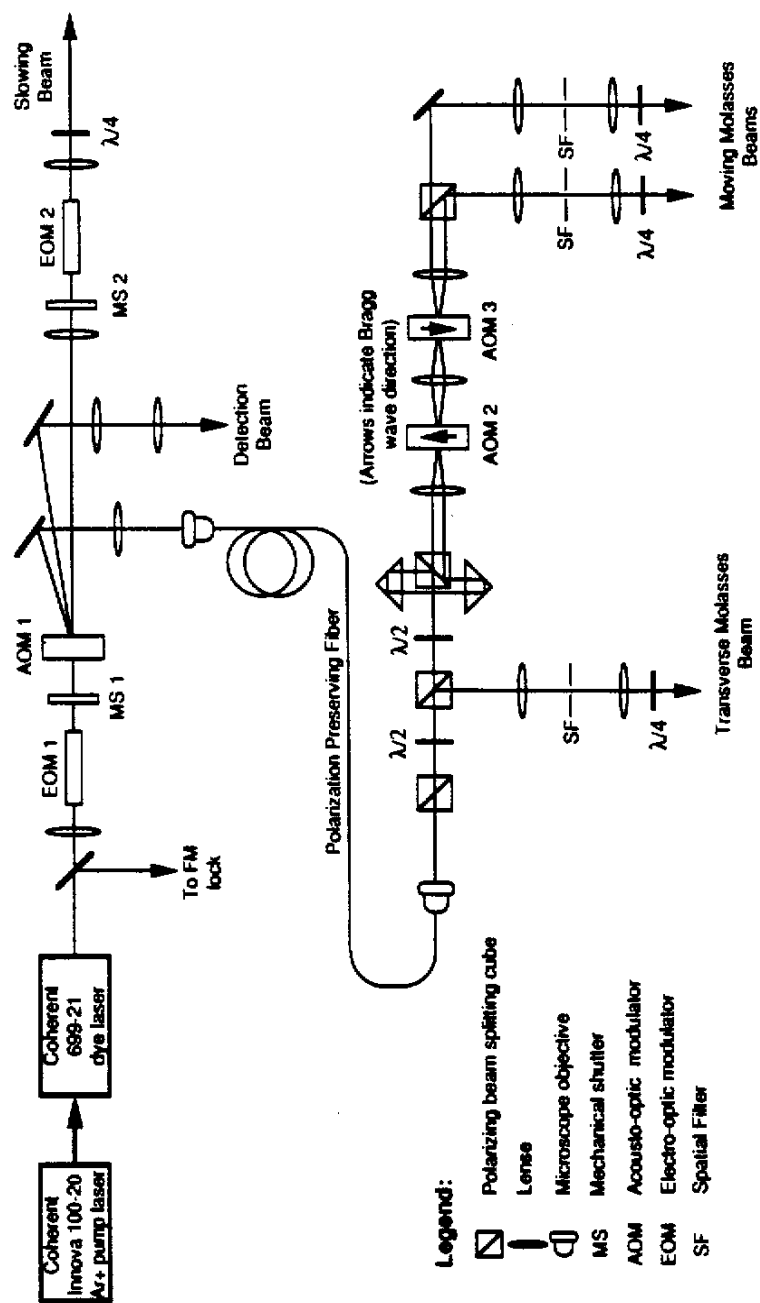 Coherent
Innova 100-20
Ar+ pump laser
Coherent
699-21
dye laser
To FM
lock
EOM 1
MS 1
AOM 1
Detection
Beam
MS 2
EOM 2
λ/4
Slowing
Beam
Polarization Preserving Fiber
λ/2
λ/2
SF
λ/4
Transverse Molasses
Beam
(Arrows indicate Bragg
wave direction)
AOM 2
AOM 3
SF
λ/4
SF
λ/4
Moving Molasses
Beams
Legend:
Polarizing beam splitting cube
Lense
Microscope objective
MS Mechanical shutter
AOM Acousto-optic modulator
EOM Electro-optic modulator
SF Spatial Filter